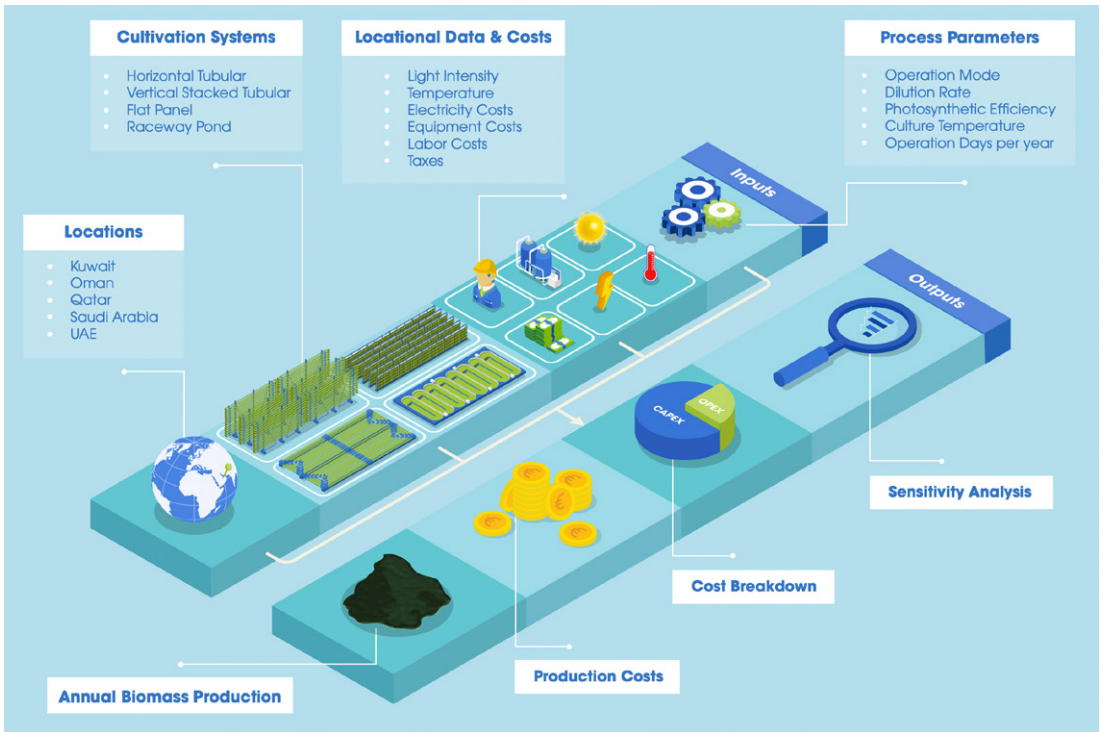 Cultivation Systems
Horizontal Tubular
Vertical Stacked Tubular
Flat Panel
Raceway Pond
Locational Data & Costs
Light Intensity
Temperature
Electricity Costs
Equipment Costs
Labor Costs
Taxes
Process Parameters
Operation Mode
Dilution Rate
Photosynthetic Efficiency
Culture Temperature
Operation Days per year
Locations
Kuwait
Oman
Qatar
Saudi Arabia
UAE
Inputs
Outputs
CAPEX
OPEX
Sensitivity Analysis
Cost Breakdown
Production Costs
Annual Biomass Production